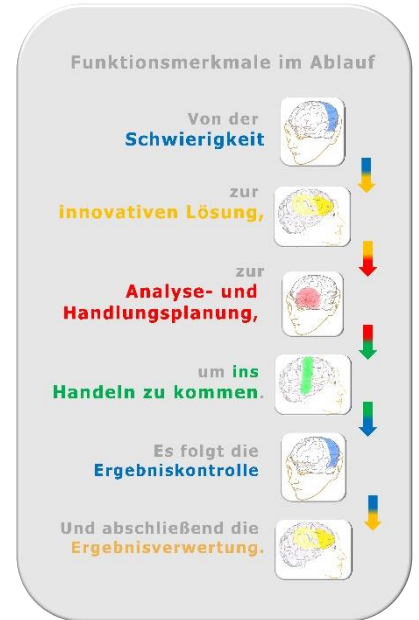 Funktionsmerkmale im Ablauf
Von der
Schwierigkeit
zur
innovativen Lösung,
zur
Analyse- und
Handlungsplanung,
um ins
Handeln zu kommen.
Es folgt die
Ergebniskontrolle
Und abschließend die
Ergebnisverwertung.